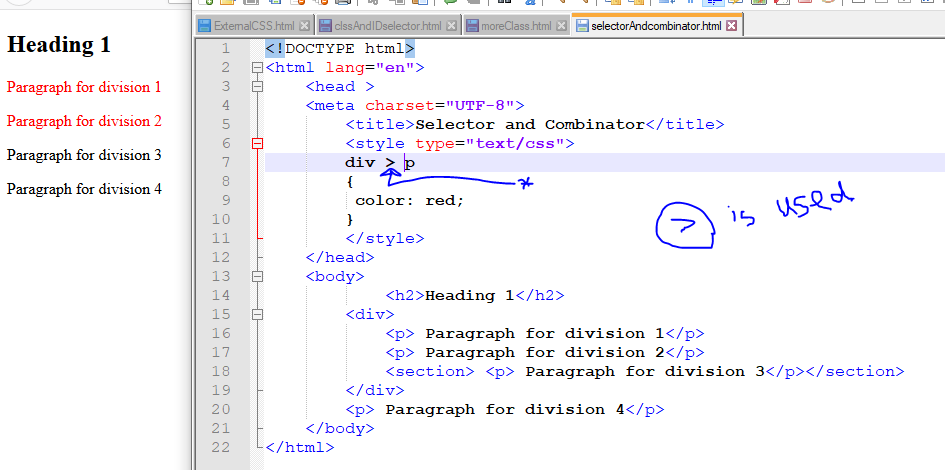 Heading 1
Paragraph for division 1
Paragraph for division 2
Paragraph for division 3
Paragraph for division 4
ExternalCSS.html
clssAndIDselector.html
moreClass.html
selectorAndcombinator.html
1 <!DOCTYPE html>
2 <html lang="en">
3 <head >
4 <meta charset="UTF-8">
5 <title>Selector and Combinator</title>
6 <style type="text/css">
7 div > p
8 {
9 color: red;
10 }
11 </style>
12 </head>
13 <body>
14 <h2>Heading 1</h2>
15 <div>
16 <p> Paragraph for division 1</p>
17 <p> Paragraph for division 2</p>
18 <section> <p> Paragraph for division 3</p></section>
19 </div>
20 <p> Paragraph for division 4</p>
21 </body>
22 </html>
*
> is used